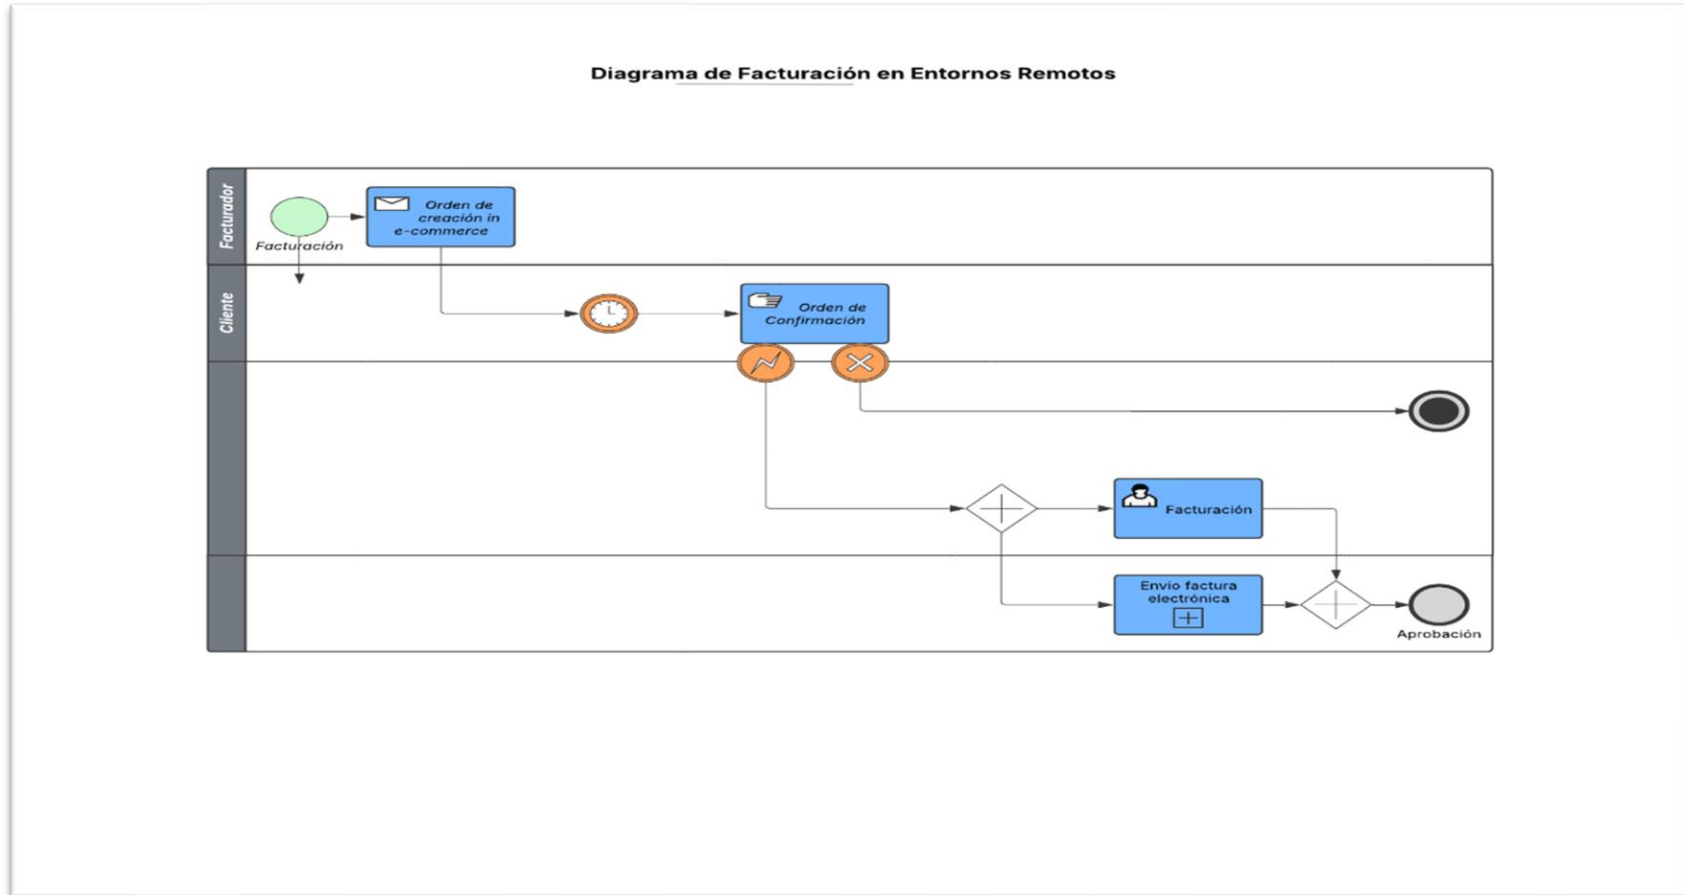 Diagrama de Facturación en Entornos Remotos
Facturador
Facturación
Orden de
creación in
e-commerce
Cliente
Orden de
Confirmación
Facturación
Envio factura
electrónica
Aprobación